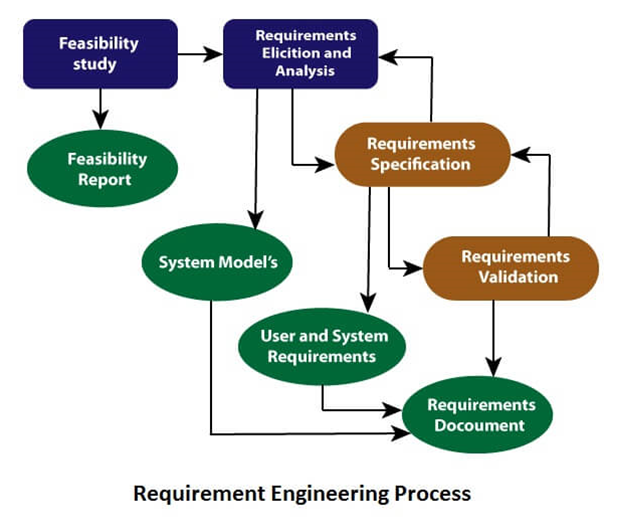 Feasibility
study
Requirements
Elicition and
Analysis
Feasibility
Report
Requirements
Specification
System Model's
Requirements
Validation
User and System
Requirements
Requirements
Docoument
Requirement Engineering Process